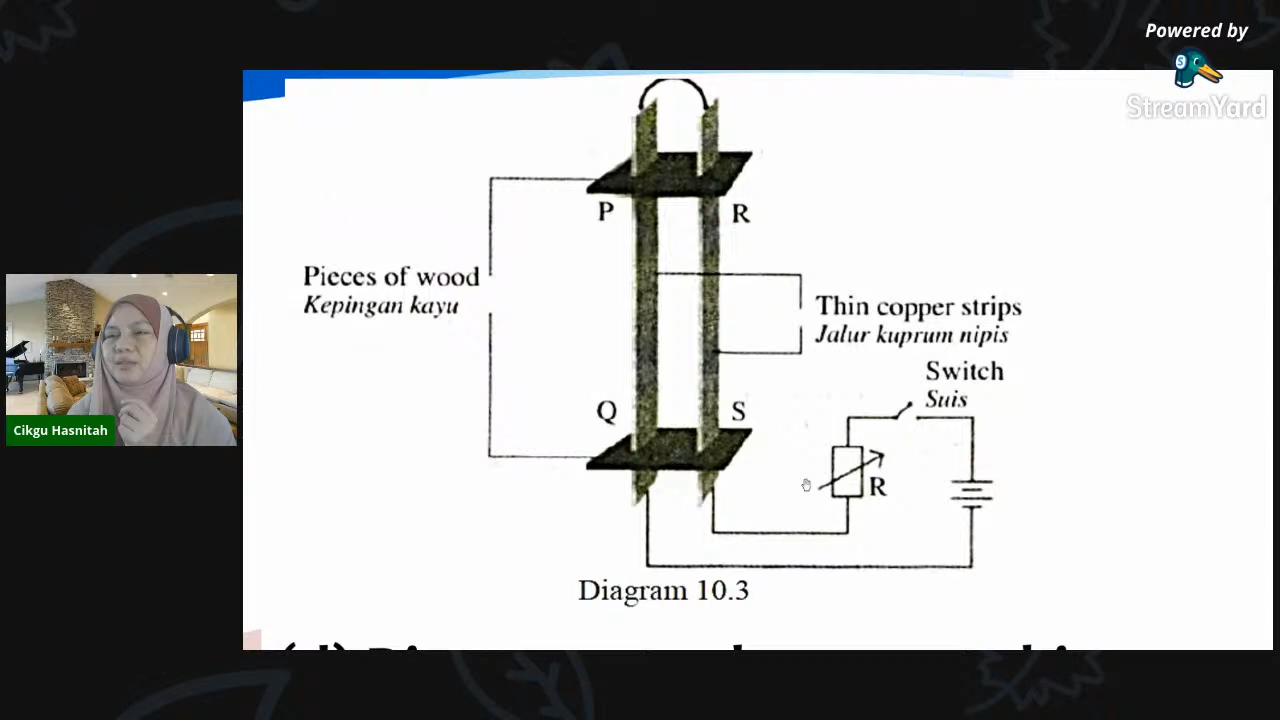 Powered by
StreamYard
P
R
Pieces of wood
Kepingan kayu
Thin copper strips
Jalur kuprum nipis
Switch
Suis
Q
S
R
Cikgu Hasnitah
Diagram 10.3